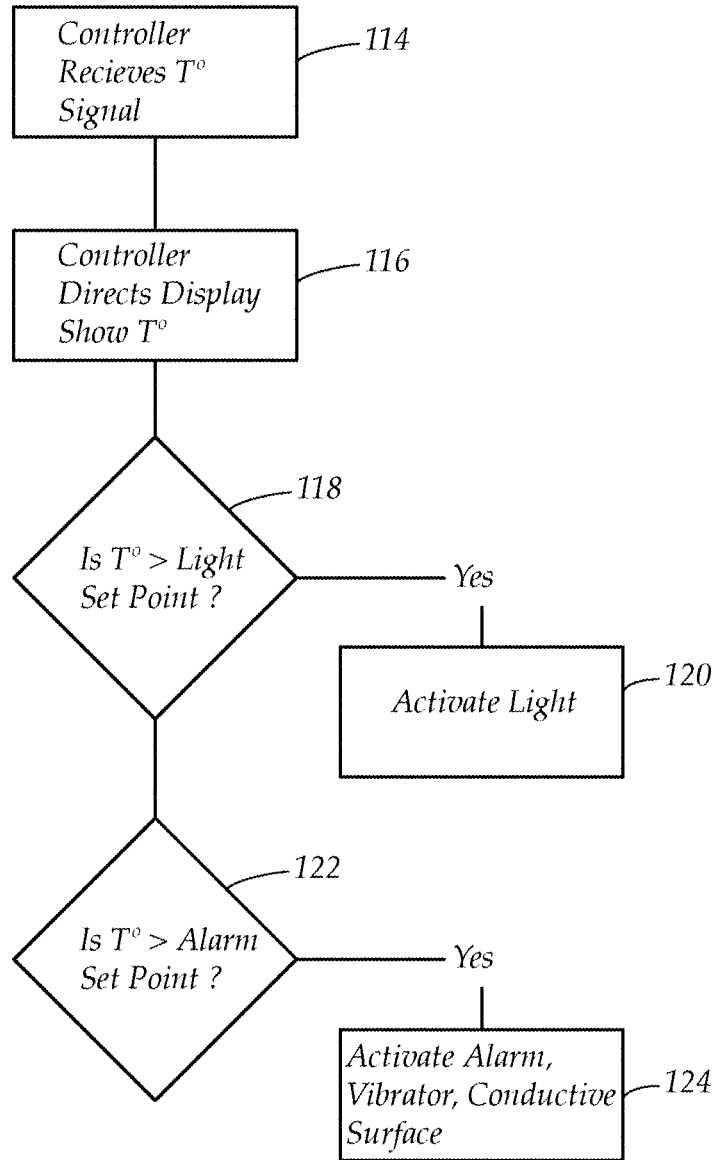 Controller
Recieves T°
Signal
114
Controller
Directs Display
Show T°
116
118
Is T° > Light
Set Point ?
Yes
Activate Light
120
122
Is T° > Alarm
Set Point ?
Yes
Activate Alarm,
Vibrator, Conductive
Surface
124